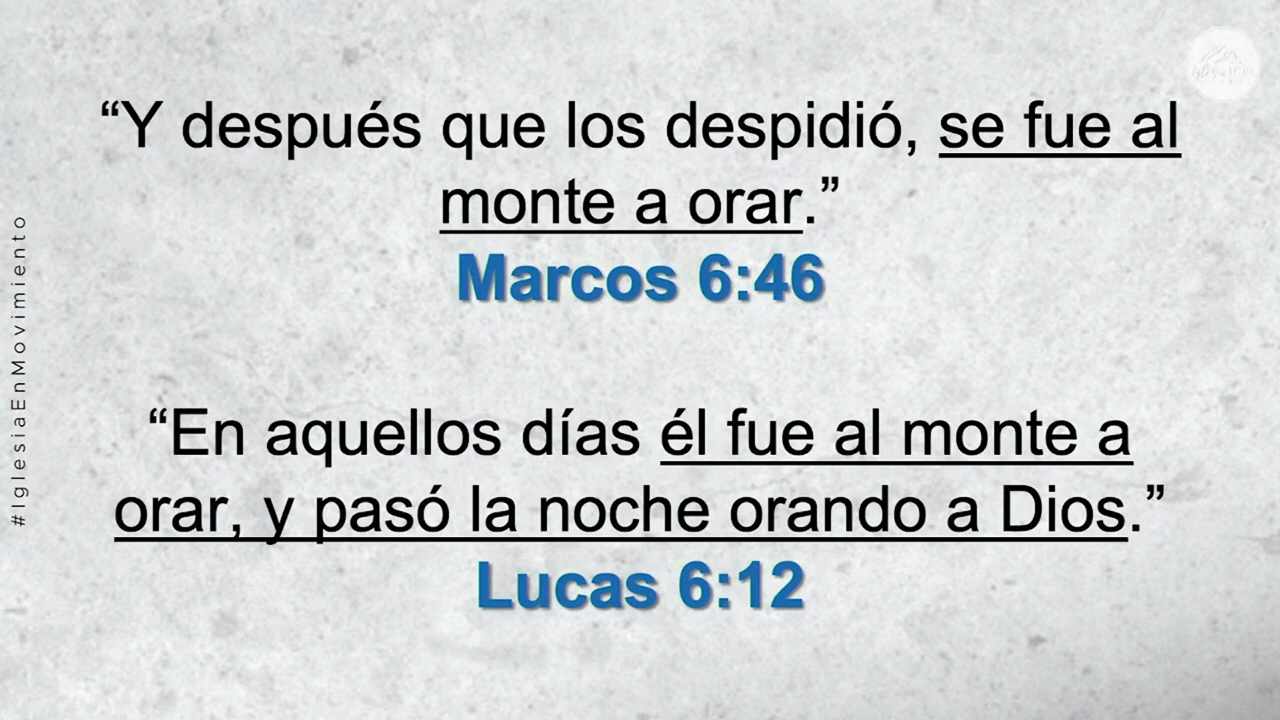 “Y después que los despidió, se fue al
monte a orar.”
Marcos 6:46
“En aquellos días él fue al monte a
orar, y pasó la noche orando a Dios.”
Lucas 6:12
#IglesiaEnMovimiento